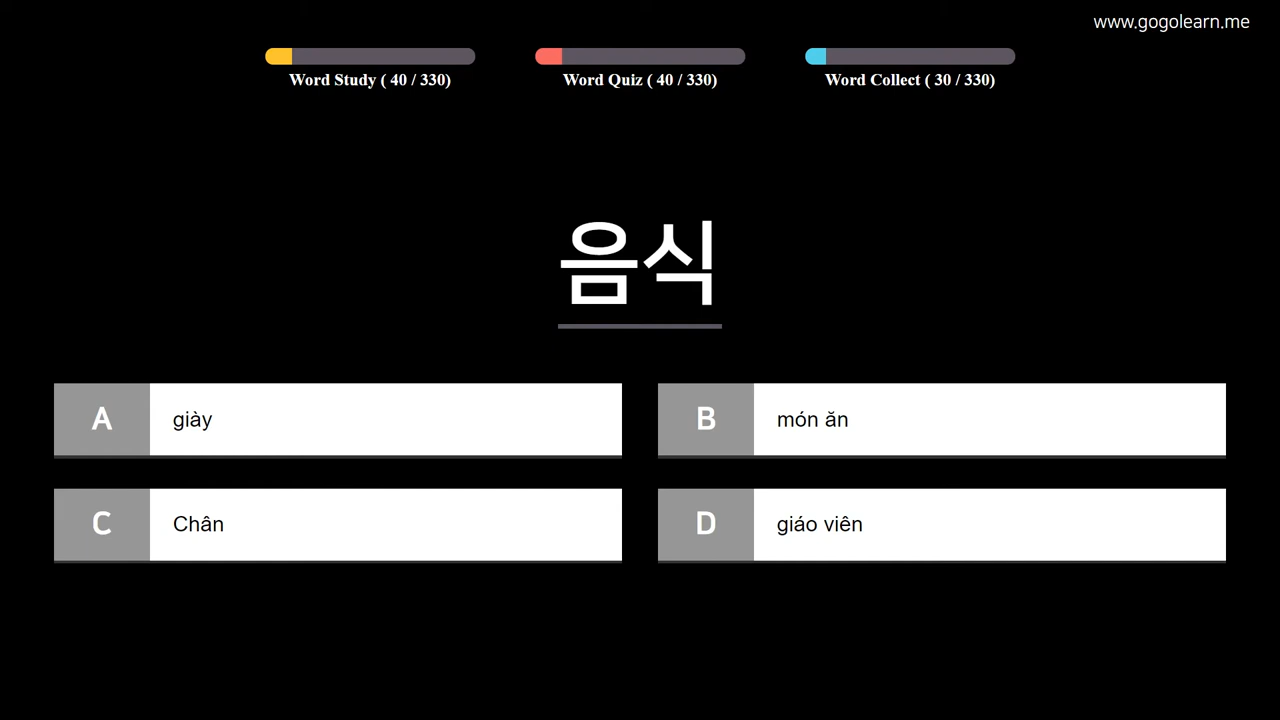 www.gogolearn.me
Word Study ( 40 / 330)
Word Quiz ( 40 / 330)
Word Collect ( 30 / 330)
음식
A giày
B món ăn
C Chân
D giáo viên